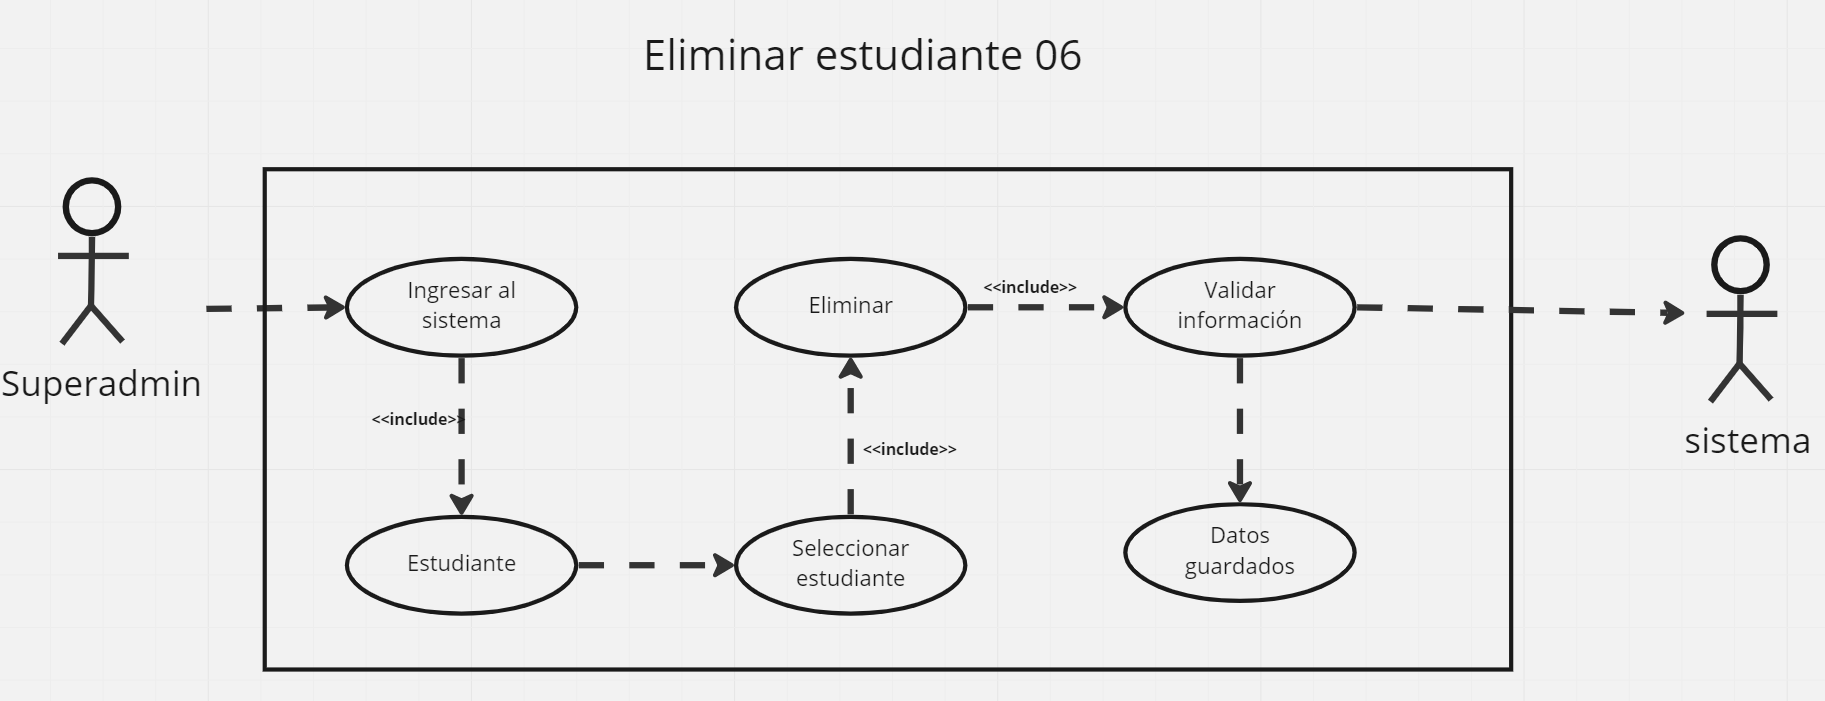 Eliminar estudiante 06
Superadmin
Ingresar al
sistema
<<include>>
Estudiante
Seleccionar
estudiante
<<include>>
Eliminar
<<include>>
Validar
información
Datos
guardados
sistema